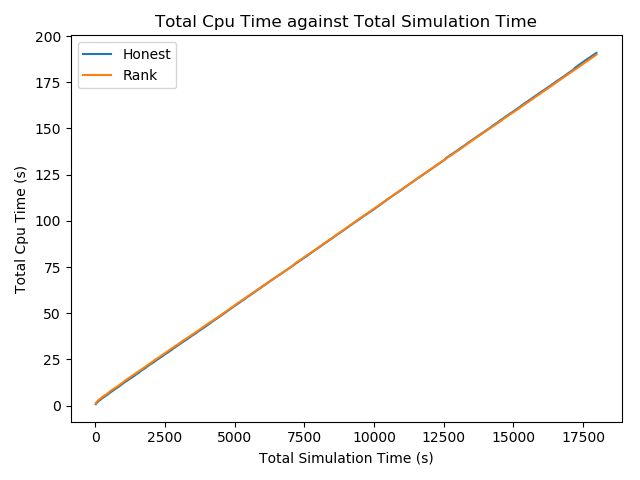 Total Cpu Time against Total Simulation Time
Honest
Rank
200
175
150
125
100
75
50
25
0
Total Cpu Time (s)
0 2500 5000 7500 10000 12500 15000 17500
Total Simulation Time (s)